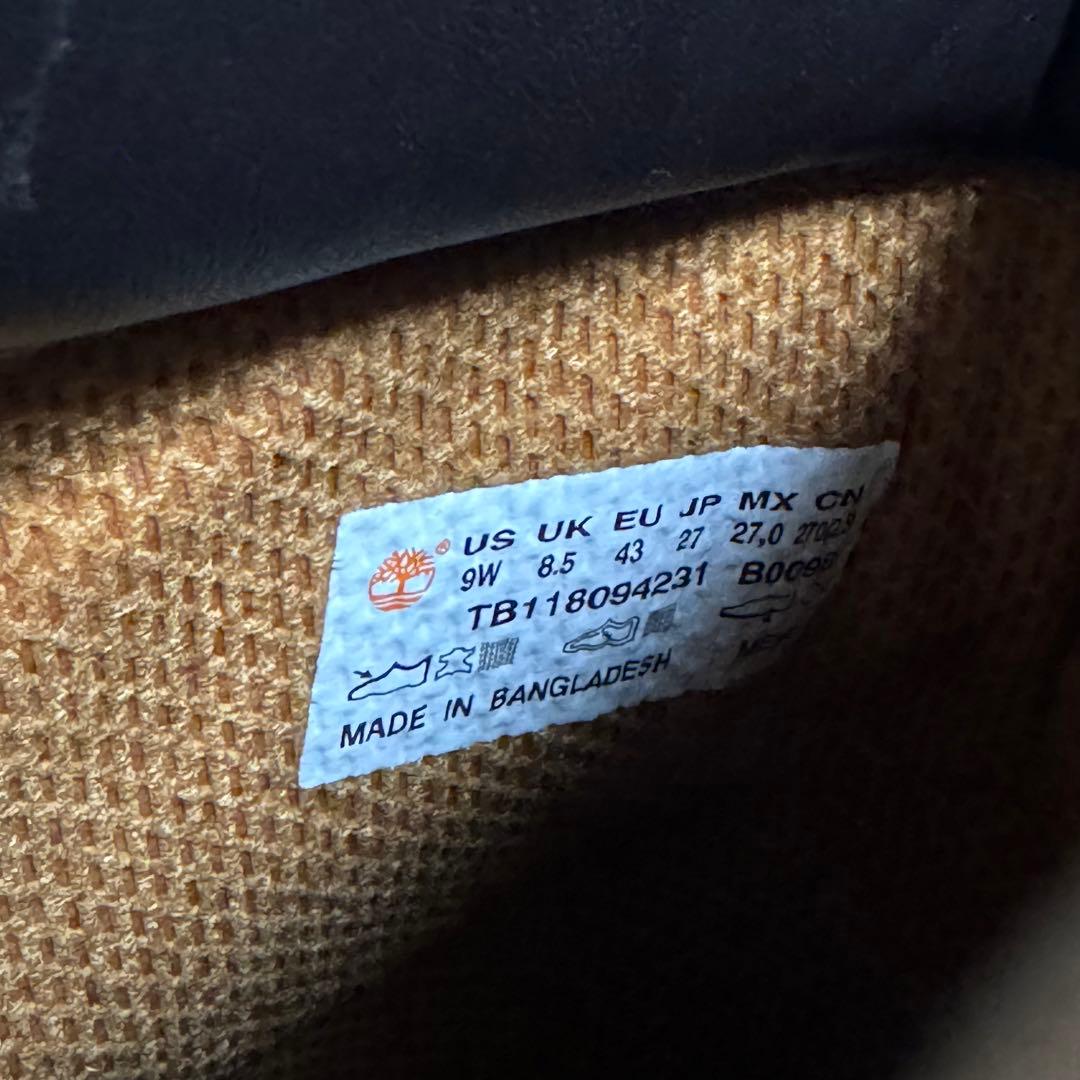 ® US UK EU JP MX CN
9W 8.5 43 27 27,0
TB118094231
MADE IN BANGLADESH